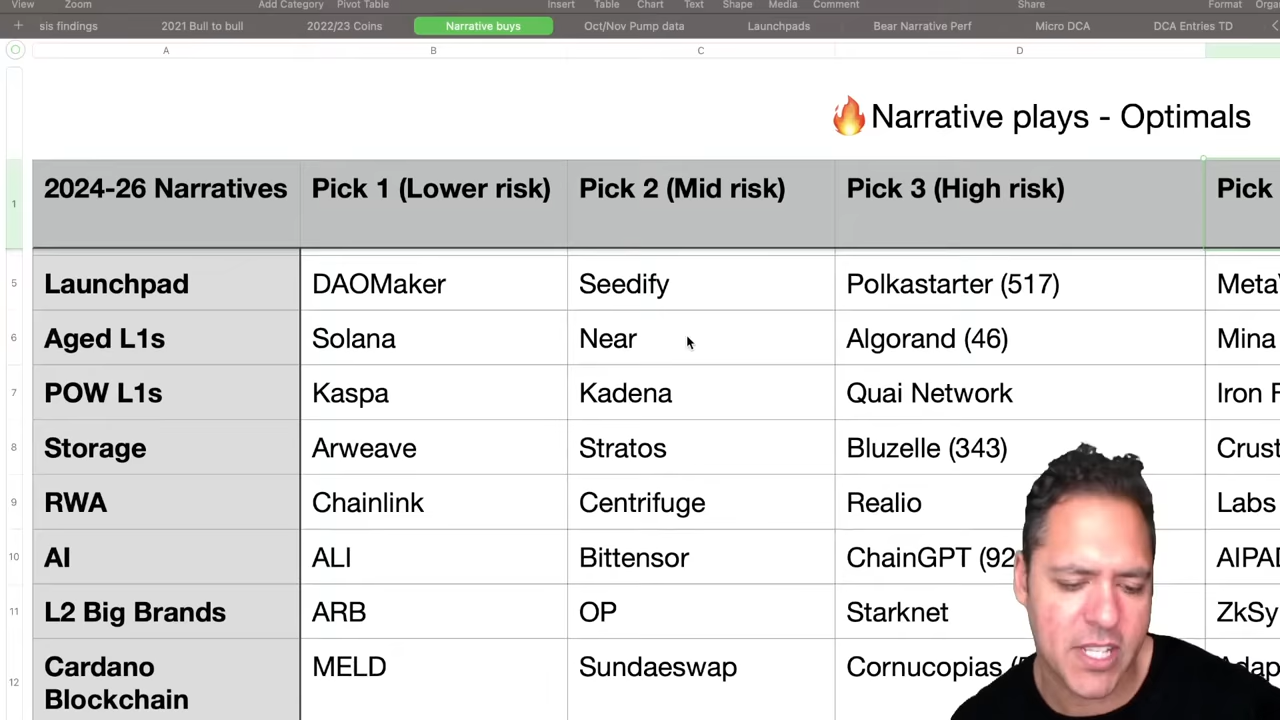 View Zoom Add Category Pivot Table Insert Table Chart Text Shape Media Comment Share Format
+ sis findings 2021 Bull to bull 2022/23 Coins Narrative buys Oct/Nov Pump data Launchpads Bear Narrative Perf Micro DCA DCA Entries TD
A B C D
🔥Narrative plays - Optimals
1 2024-26 Narratives Pick 1 (Lower risk) Pick 2 (Mid risk) Pick 3 (High risk) Pick
5 Launchpad DAOMaker Seedify Polkastarter (517)
6 Aged L1s Solana Near Algorand (46) Mina
7 POW L1s Kaspa Kadena Quai Network Iron
8 Storage Arweave Stratos Bluzelle (343) Crust
9 RWA Chainlink Centrifuge Realio Labs
10 AI ALI Bittensor ChainGPT (92
11 L2 Big Brands ARB OP Starknet ZkSy
12 Cardano MELD Sundaeswap Cornucopias
Blockchain